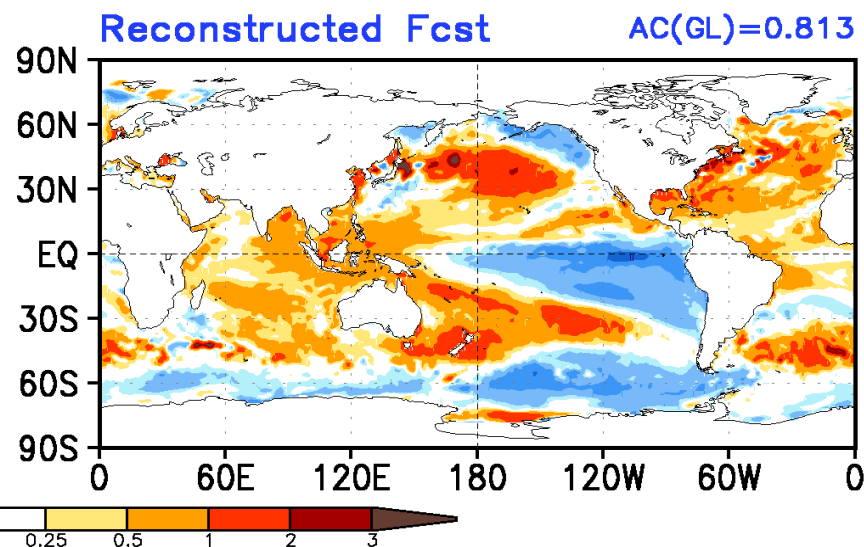 Reconstructed Fcst AC(GL)=0.813
90N
60N
30N
EQ
30S
60S
90S
0 60E 120E 180 120W 60W 0
0.25 0.5 1 2 3